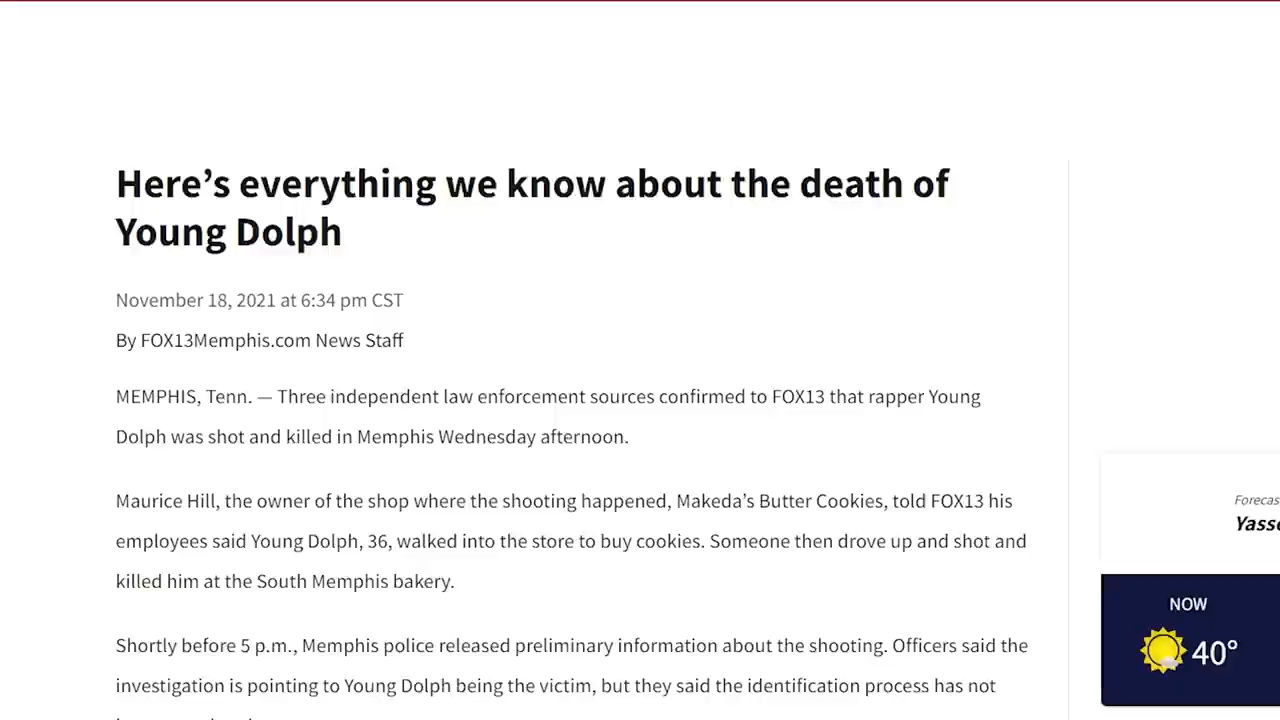 Here’s everything we know about the death of
Young Dolph
November 18, 2021 at 6:34 pm CST
By FOX13Memphis.com News Staff
MEMPHIS, Tenn. — Three independent law enforcement sources confirmed to FOX13 that rapper Young
Dolph was shot and killed in Memphis Wednesday afternoon.
Maurice Hill, the owner of the shop where the shooting happened, Makeda’s Butter Cookies, told FOX13 his
employees said Young Dolph, 36, walked into the store to buy cookies. Someone then drove up and shot and
killed him at the South Memphis bakery.
Shortly before 5 p.m., Memphis police released preliminary information about the shooting. Officers said the
investigation is pointing to Young Dolph being the victim, but they said the identification process has not
Forecas
Yasse
NOW
40°